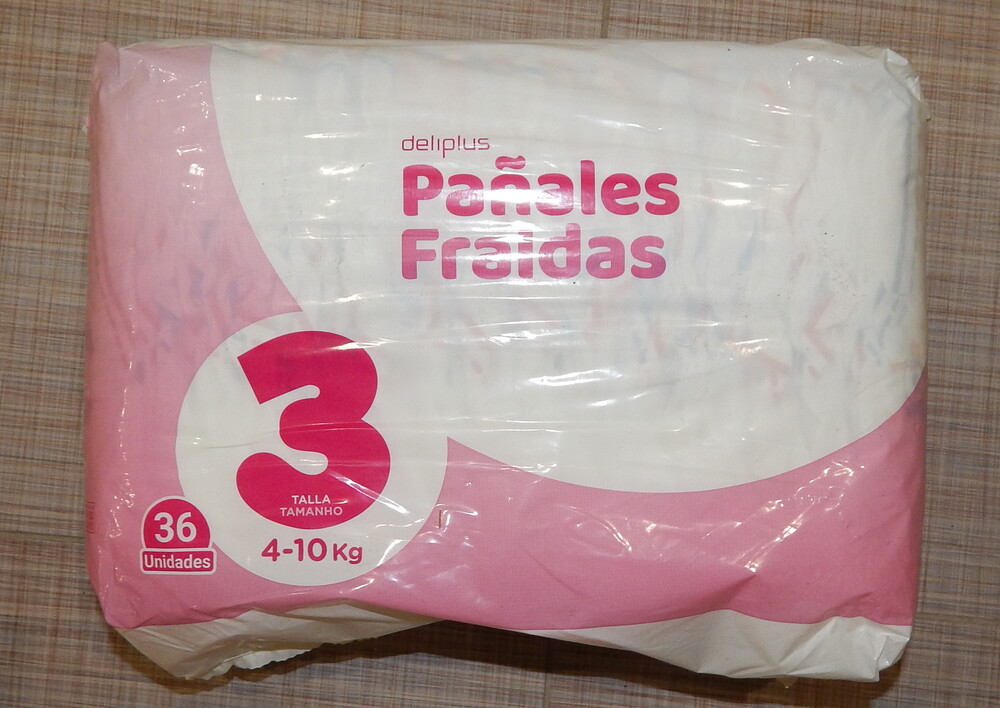 deliplus
Pañales
Fraldas
3
TALLA
TAMANHO
4-10 Kg
36
Unidades